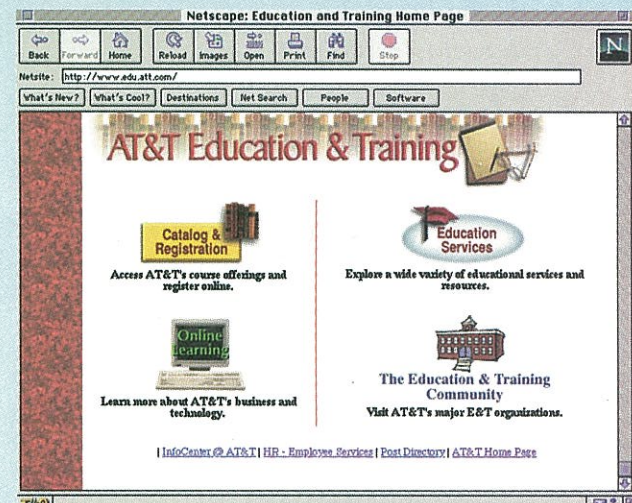 Netscape: Education and Training Home Page
Back Forward Home Reload Images Open Print Find Stop
N
Netsite: http://www.edu.att.com/
What's New? What's Cool? Destinations Net Search People Software
AT&T Education & Training
Catalog &
Registration
Access AT&T's course offerings and
register online.
Education
Services
Explore a wide variety of educational services and
resources.
Online
Learning
Learn more about AT&T's business and
technology.
The Education & Training
Community
Visit AT&T's major E&T organizations.
| InfoCenter @ AT&T | HR - Employee Services | Post Directory | AT&T Home Page